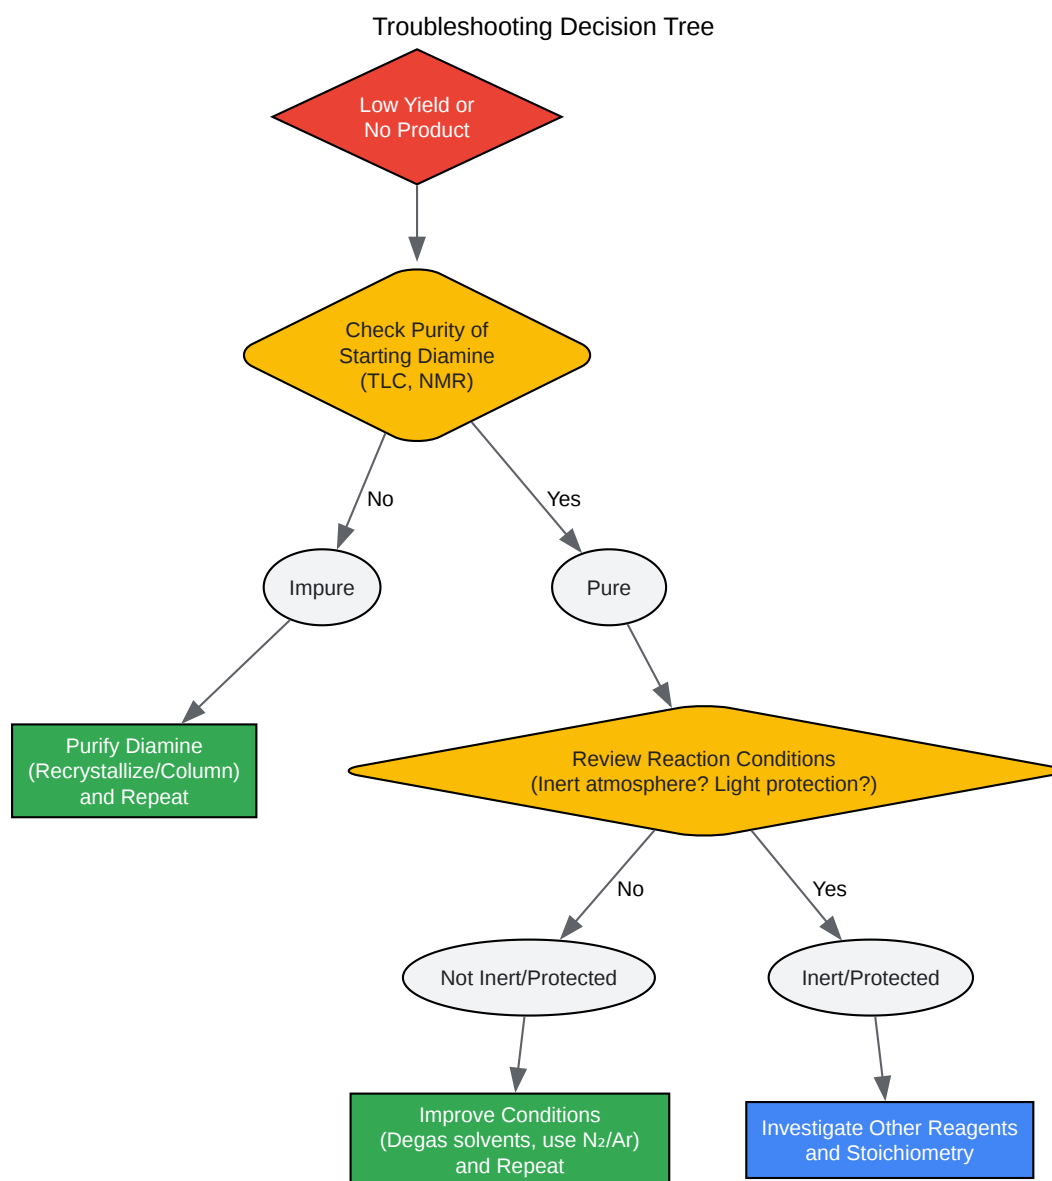 Troubleshooting Decision Tree
Low Yield or
No Product
Check Purity of
Starting Diamine
(TLC, NMR)
No
Yes
Impure
Pure
Purify Diamine
(Recrystallize/Column)
and Repeat
Review Reaction Conditions
(Inert atmosphere? Light protection?)
No
Yes
Not Inert/Protected
Inert/Protected
Improve Conditions
(Degas solvents, use N₂/Ar)
and Repeat
Investigate Other Reagents
and Stoichiometry